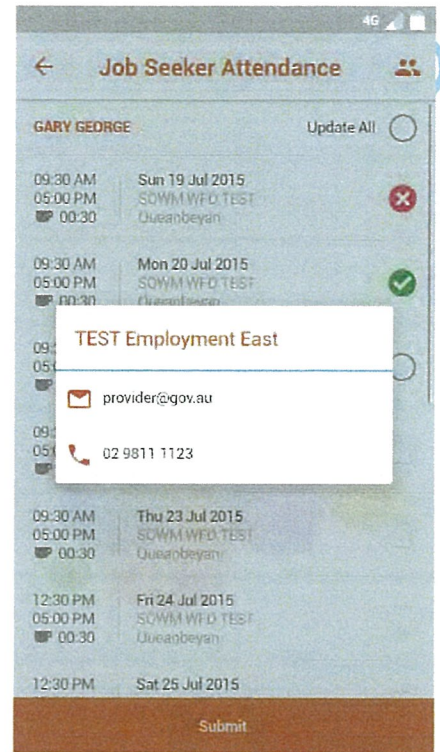 4G
Job Seeker Attendance
GARY GEORGE Update All
09:30 AM Sun 19 Jul 2015
05:00 PM SOWM WFD TEST
00:30 Queanbeyan
09:30 AM Mon 20 Jul 2015
05:00 PM SOWM WFD TEST
00:30 Queanbeyan
TEST Employment East
provider@gov.au
02 9811 1123
09:30 AM Thu 23 Jul 2015
05:00 PM SOWM WFD TEST
00:30 Queanbeyan
12:30 PM Fri 24 Jul 2015
05:00 PM SOWM WFD TEST
00:30 Queanbeyan
12:30 PM Sat 25 Jul 2015
Submit